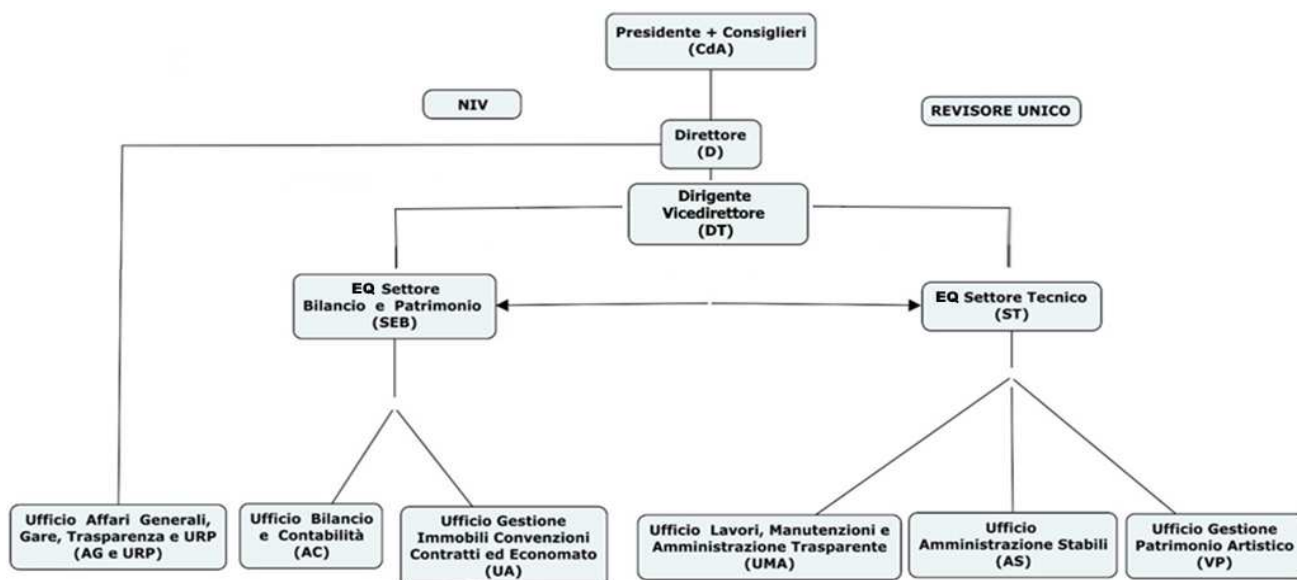 Presidente + Consiglieri
(CdA)
NIV
REVISORE UNICO
Direttore
(D)
Dirigente
Vicedirettore
(DT)
EQ Settore
Bilancio e Patrimonio
(SEB)
EQ Settore Tecnico
(ST)
Ufficio Affari Generali,
Gare, Trasparenza e URP
(AG e URP)
Ufficio Bilancio
e Contabilità
(AC)
Ufficio Gestione
Immobili Convenzioni
Contratti ed Economato
(UA)
Ufficio Lavori, Manutenzioni e
Amministrazione Trasparente
(UMA)
Ufficio
Amministrazione Stabili
(AS)
Ufficio Gestione
Patrimonio Artistico
(VP)